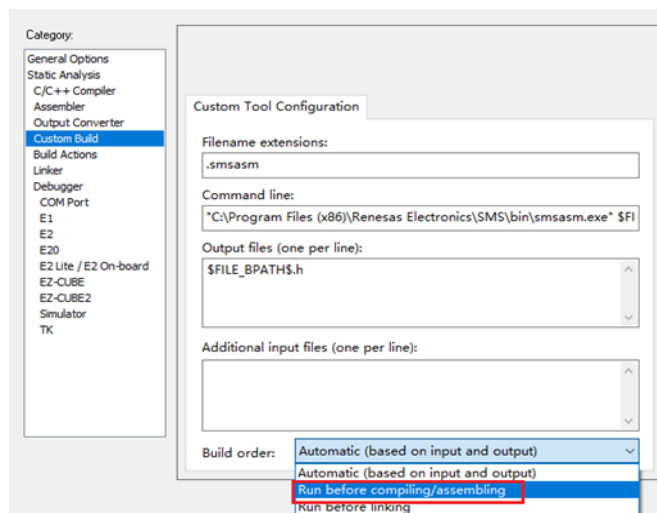 Category:
General Options
Static Analysis
C/C++ Compiler
Assembler
Output Converter
Custom Build
Build Actions
Linker
Debugger
COM Port
E1
E2
E20
E2 Lite / E2 On-board
EZ-CUBE
EZ-CUBE2
Simulator
TK
Custom Tool Configuration
Filename extensions:
.smsasm
Command line:
"C:\Program Files (x86)\Renesas Electronics\SMS\bin\smsasm.exe" $FI
Output files (one per line):
$FILE_BPATH$.h
Additional input files (one per line):
Build order: Automatic (based on input and output)
Automatic (based on input and output)
Run before compiling/assembling
Run before linking